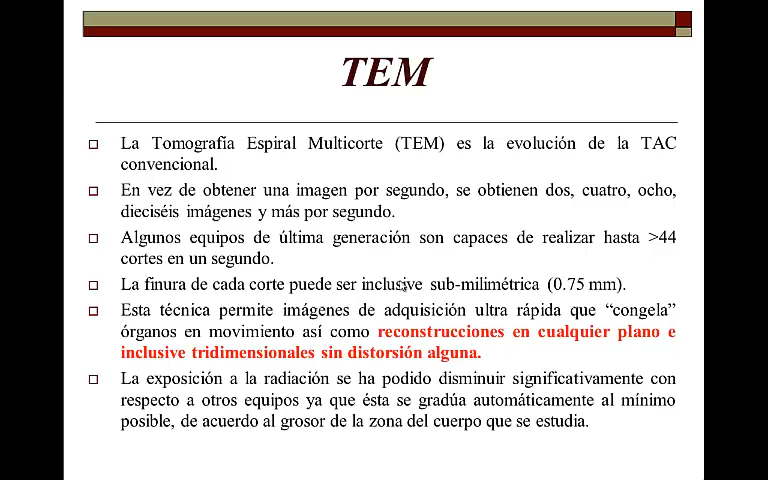 TEM
La Tomografía Espiral Multicorte (TEM) es la evolución de la TAC
convencional.
En vez de obtener una imagen por segundo, se obtienen dos, cuatro, ocho,
dieciséis imágenes y más por segundo.
Algunos equipos de última generación son capaces de realizar hasta >44
cortes en un segundo.
La finura de cada corte puede ser inclusive sub-milimétrica (0.75 mm).
Esta técnica permite imágenes de adquisición ultra rápida que “congela”
órganos en movimiento así como reconstrucciones en cualquier plano e
inclusive tridimensionales sin distorsión alguna.
La exposición a la radiación se ha podido disminuir significativamente con
respecto a otros equipos ya que ésta se gradúa automáticamente al mínimo
posible, de acuerdo al grosor de la zona del cuerpo que se estudia.